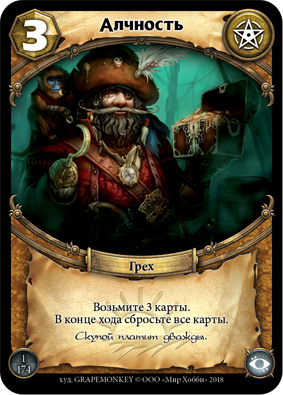 3
Алчность
Грех
Возьмите 3 карты.
В конце хода сбросьте все карты.
Скупой платит дважды.
1
174
худ. GRAPEMONKEY © ООО «Мир Хобби» 2018